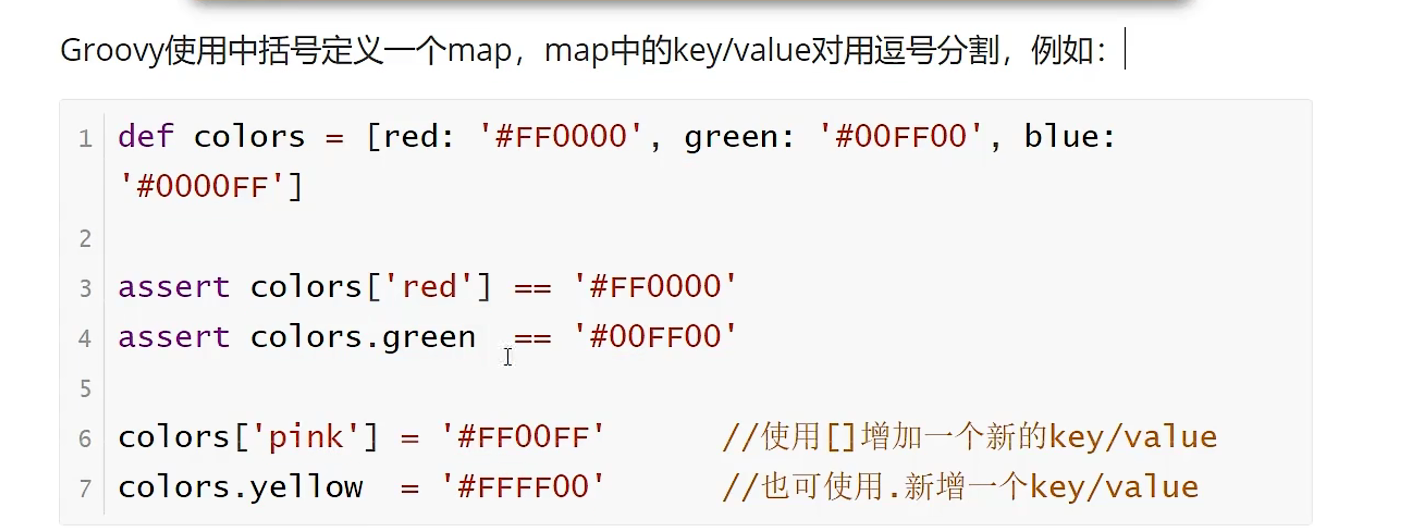 Groovy使用中括号定义一个map，map中的key/value对用逗号分割，例如：
1 def colors = [red: '#FF0000', green: '#00FF00', blue:
'#0000FF']
2
3 assert colors['red'] == '#FF0000'
4 assert colors.green  == '#00FF00'
5
6 colors['pink'] = '#FF00FF'      //使用[]增加一个新的key/value
7 colors.yellow  = '#FFFF00'      //也可使用.新增一个key/value